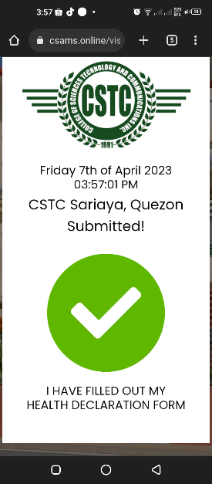 3:57
csams.online/vis
5
COLLEGE OF SCIENCES TECHNOLOGY AND COMMUNICATIONS INC.
CSTC
-1991-
Friday 7th of April 2023
03:57:01 PM
CSTC Sariaya, Quezon
Submitted!
I HAVE FILLED OUT MY
HEALTH DECLARATION FORM